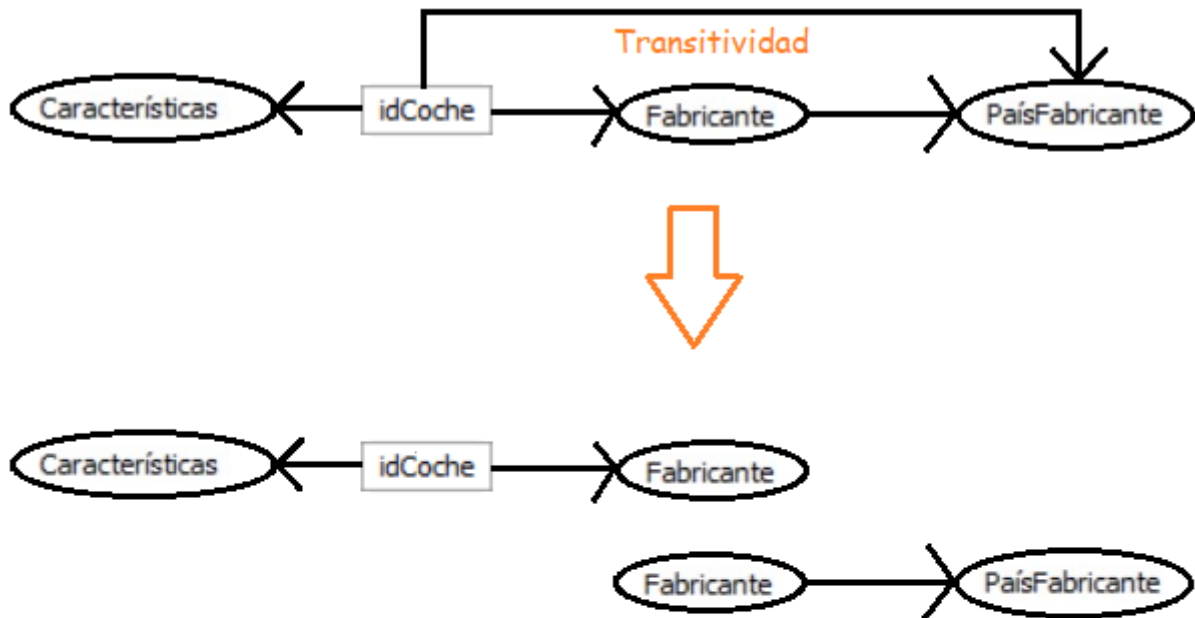 Transitividad
Características
idCoche
Fabricante
PaísFabricante
Características
idCoche
Fabricante
Fabricante
PaísFabricante